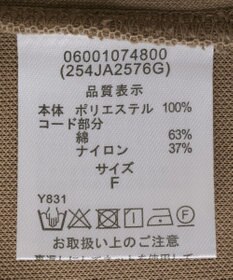 06001074800
(254JA2576G)
品質表示
本体 ポリエステル 100%
コード部分
綿 63%
ナイロン 37%
サイズ
F
Y831
F
お取扱い上のご注意